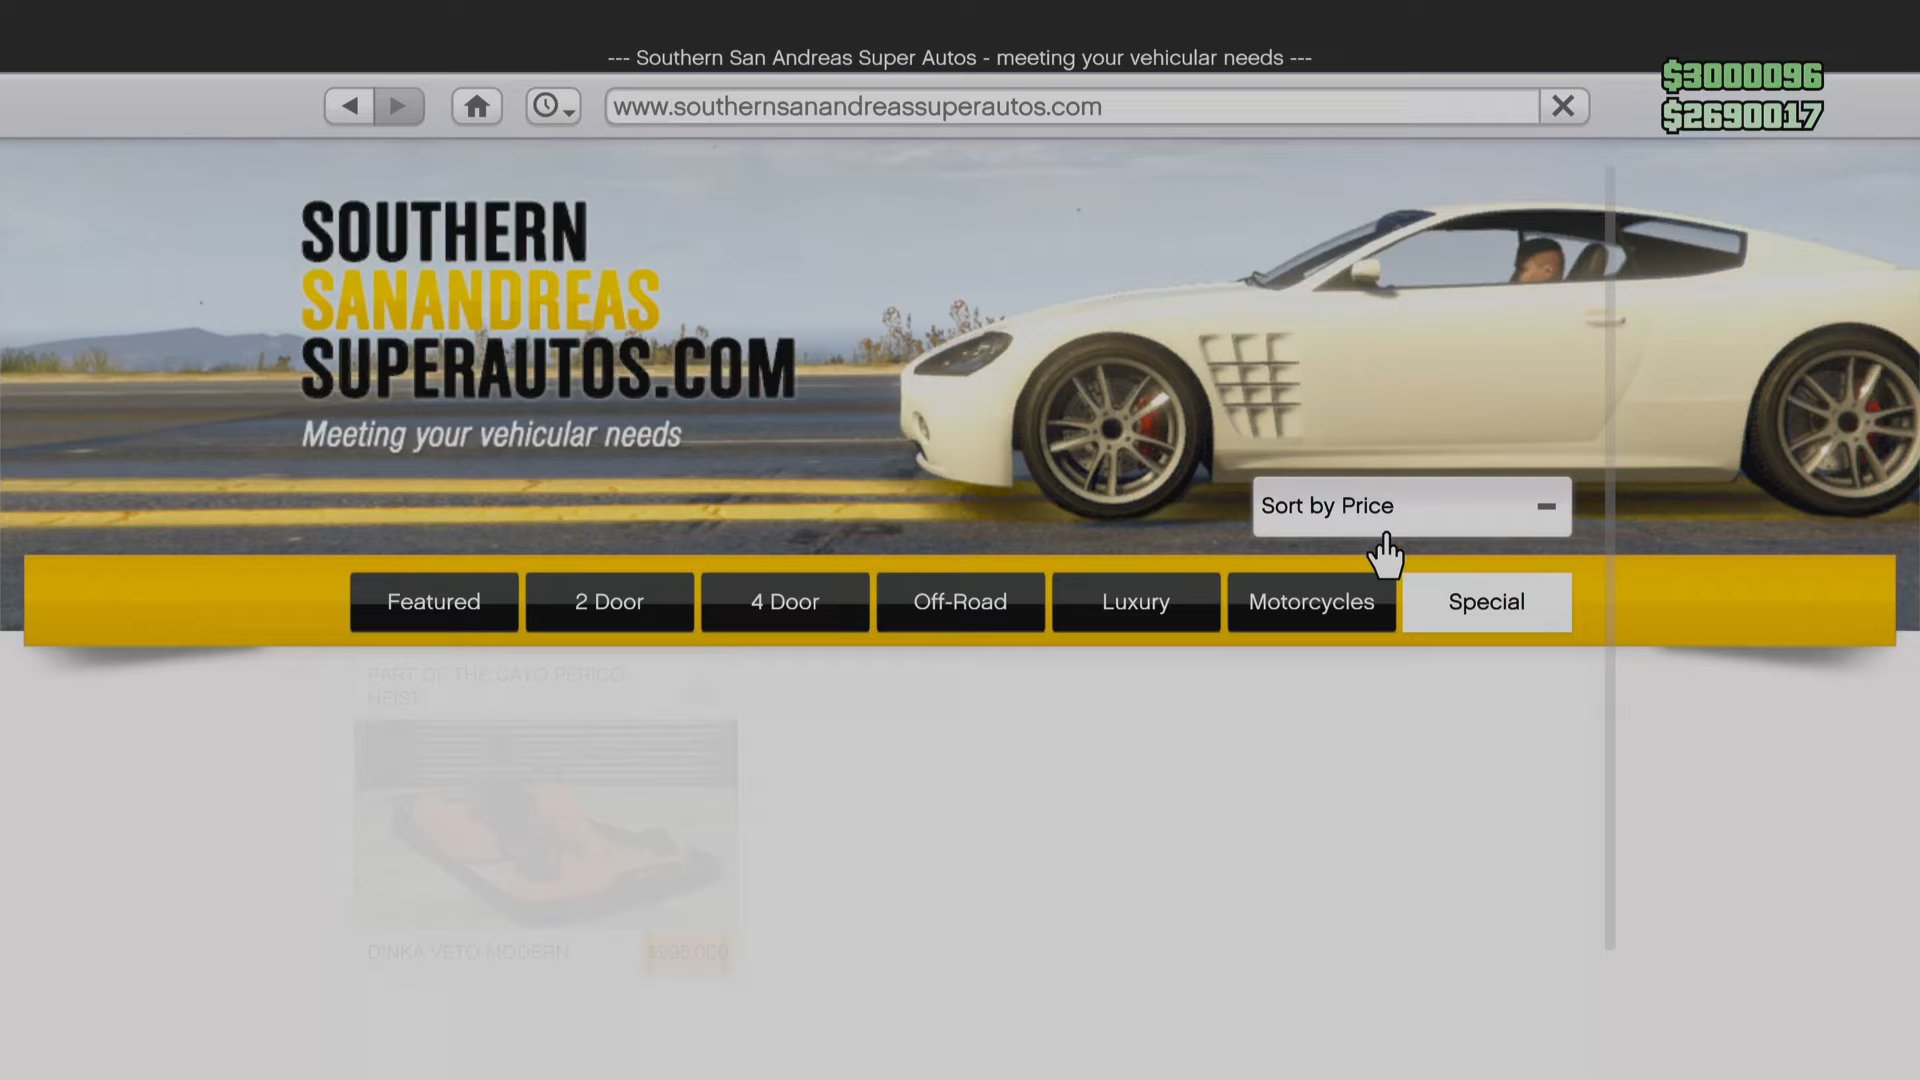 --- Southern San Andreas Super Autos - meeting your vehicular needs ---
$3000096
www.southernsanandreassuperautos.com
$2690017
SOUTHERN
SANANDREAS
SUPERAUTOS.COM
Meeting your vehicular needs
Sort by Price
Featured
2 Door
4 Door
Off-Road
Luxury
Motorcycles
Special
PART OF THE CAYO PERICO
HEIST
DINKA VETO MODERN
$995,000